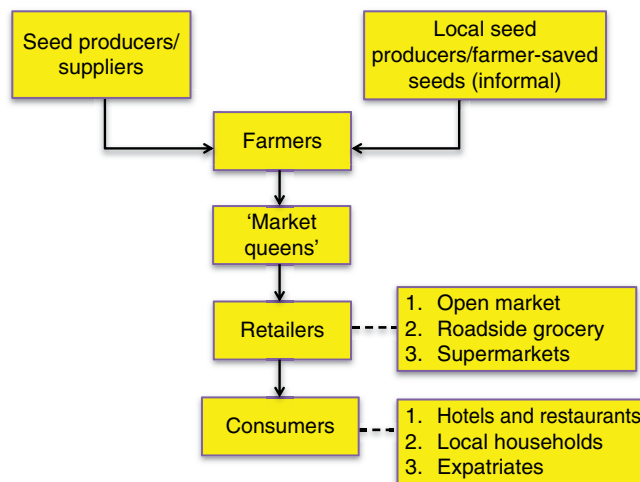 Seed producers/
suppliers
Local seed
producers/farmer-saved
seeds (informal)
Farmers
‘Market
queens’
Retailers
1. Open market
2. Roadside grocery
3. Supermarkets
Consumers
1. Hotels and restaurants
2. Local households
3. Expatriates